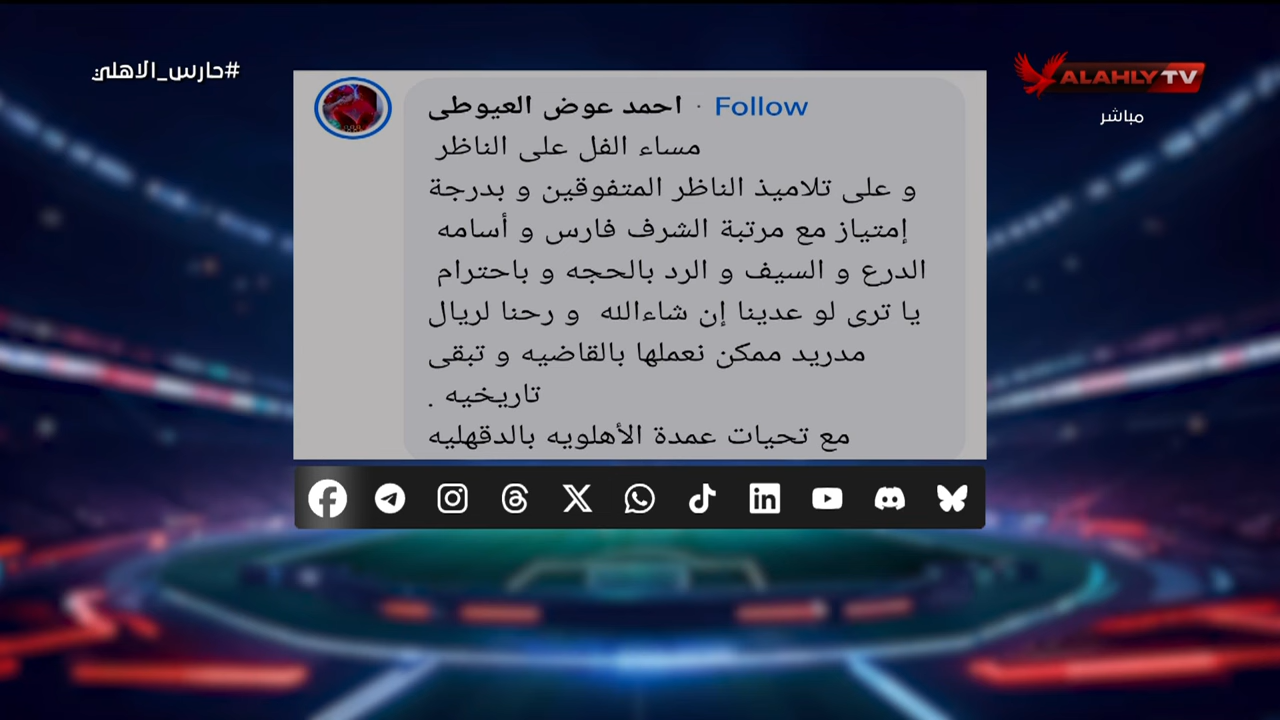 #حارس_الاهلي
ALAHLY TV
مباشر
احمد عوض العيوطى · Follow
مساء الفل على الناظر
و على تلاميذ الناظر المتفوقين و بدرجة
إمتياز مع مرتبة الشرف فارس و أسامه
الدرع و السيف و الرد بالحجه و باحترام
يا ترى لو عدينا إن شاءالله و رحنا لريال
مدريد ممكن نعملها بالقاضيه و تبقى
تاريخيه .
مع تحيات عمدة الأهلويه بالدقهليه